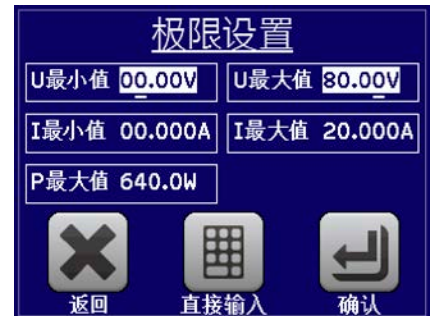 极限设置
U最小值 00.00V U最大值 80.00V
I最小值 00.000A I最大值 20.000A
P最大值 640.0W
返回 直接输入 确认